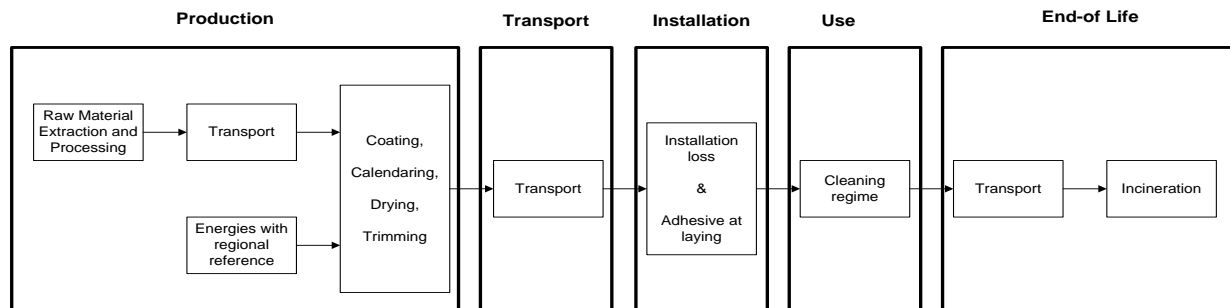 Production
Transport
Installation
Use
End-of Life
Raw Material
Extraction and
Processing
Transport
Energies with
regional
reference
Coating,
Calendaring,
Drying,
Trimming
Transport
Installation
loss
&
Adhesive at
laying
Cleaning
regime
Transport
Incineration